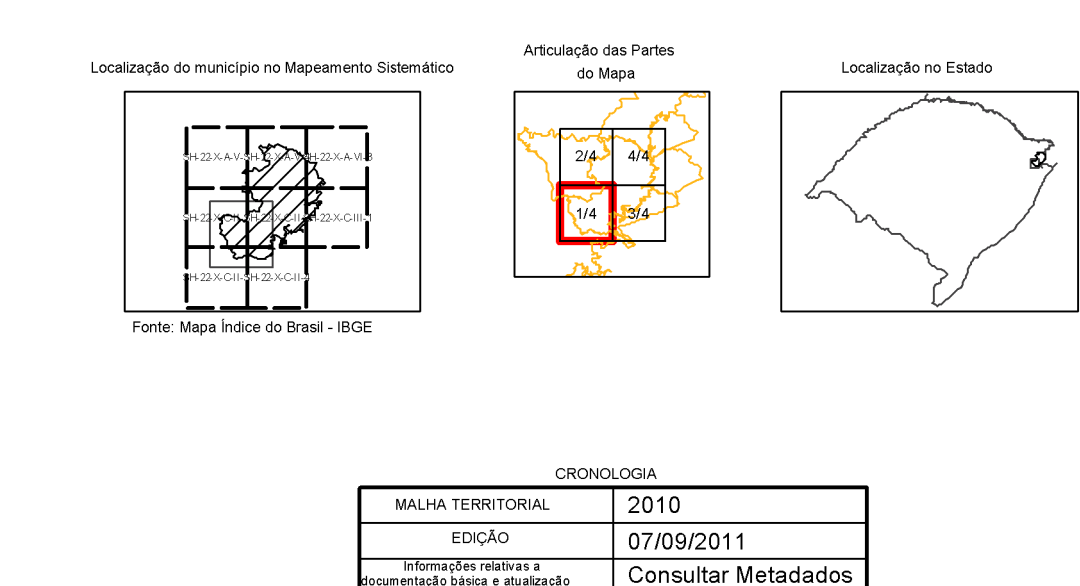 Localização do município no Mapeamento Sistemático
Articulação das Partes
do Mapa
Localização no Estado
SH-22-X-A-VI-3
SH-22-X-C-III-1
SH-22-X-C-II-4
2/4
4/4
1/4
3/4
Fonte: Mapa Índice do Brasil - IBGE
CRONOLOGIA
MALHA TERRITORIAL
2010
EDIÇÃO
07/09/2011
Informações relativas a
documentação básica e atualização
Consultar Metadados